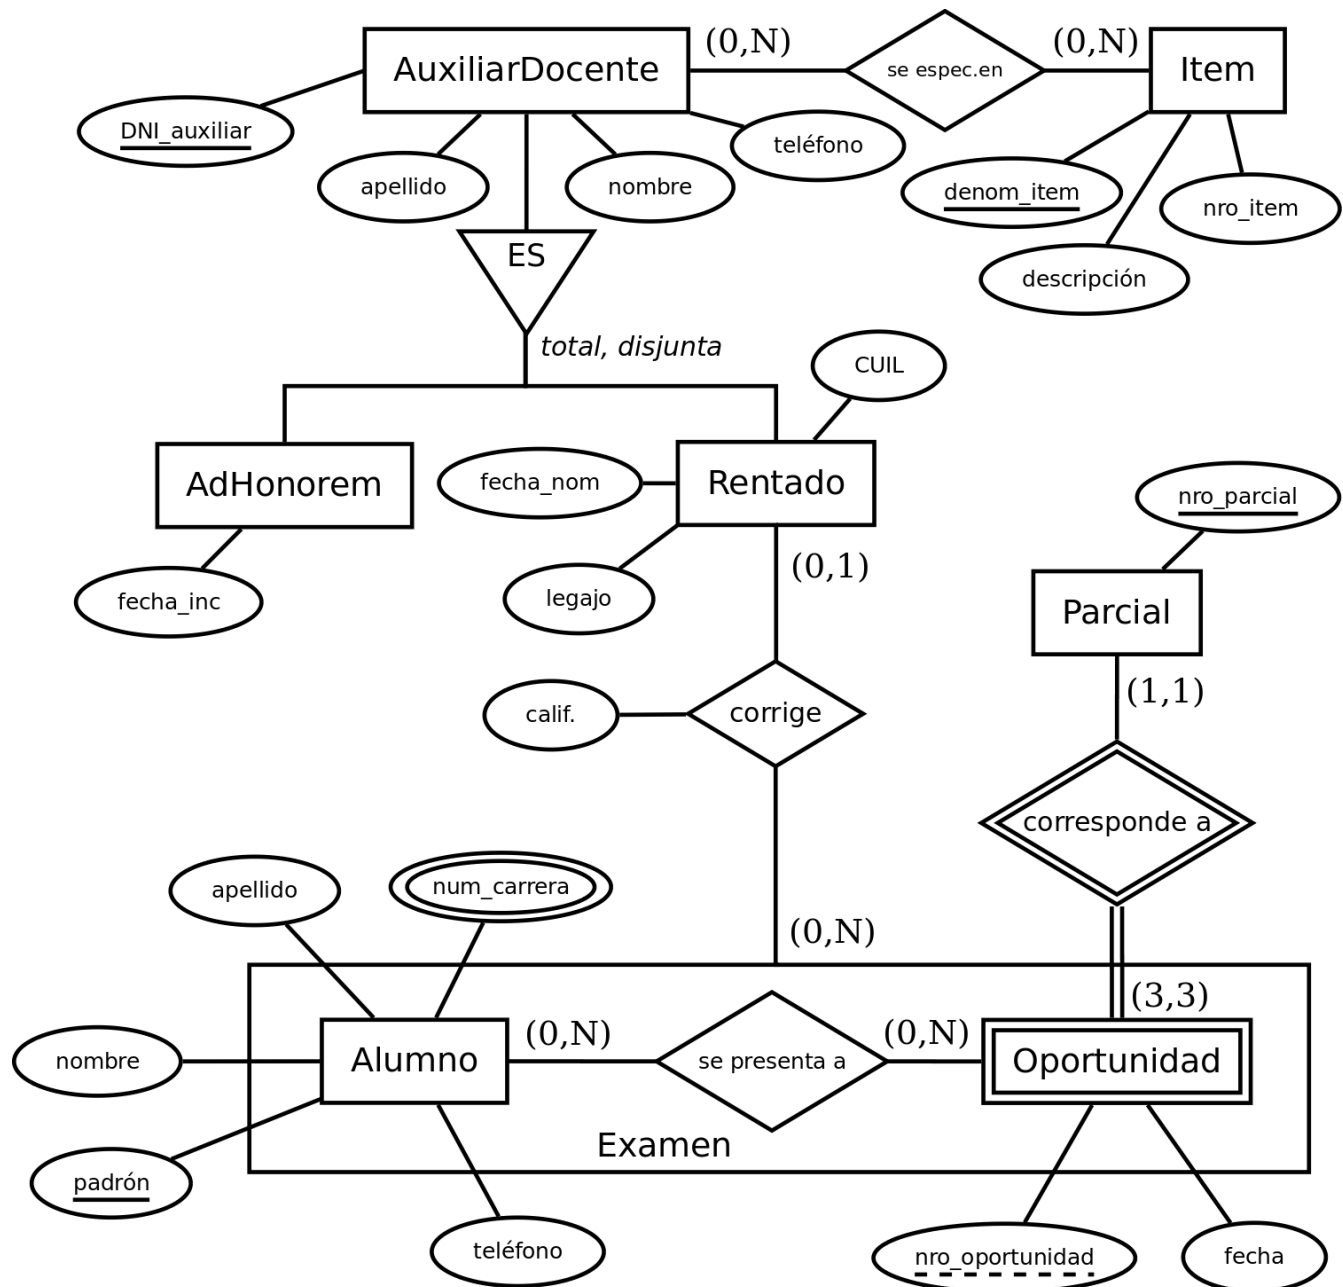 AuxiliarDocente
(0,N)
se espec.en
(0,N)
Item
DNI_auxiliar
apellido
nombre
teléfono
denom_item
nro_item
descripción
ES
total, disjunta
CUIL
AdHonorem
fecha_nom
Rentado
nro_parcial
fecha_inc
legajo
(0,1)
Parcial
(1,1)
calif.
corrige
corresponde a
apellido
num_carrera
(0,N)
(3,3)
nombre
Alumno
(0,N)
se presenta a
(0,N)
Oportunidad
Examen
padrón
teléfono
nro_oportunidad
fecha